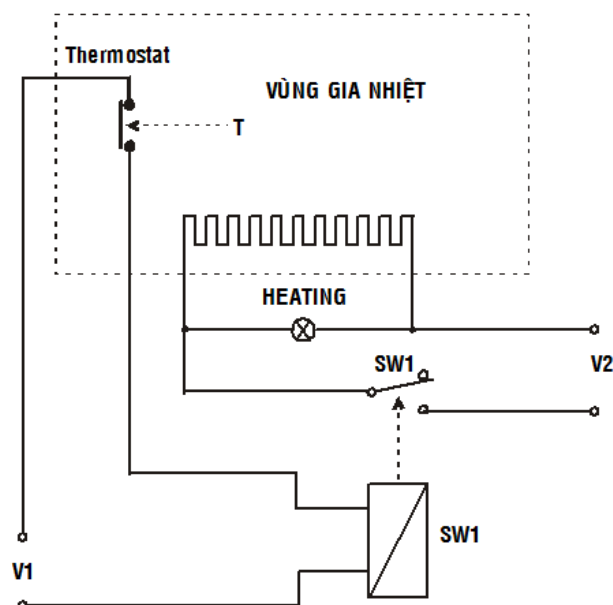 Thermostat
VÙNG GIA NHIỆT
T
HEATING
SW1
V2
SW1
V1